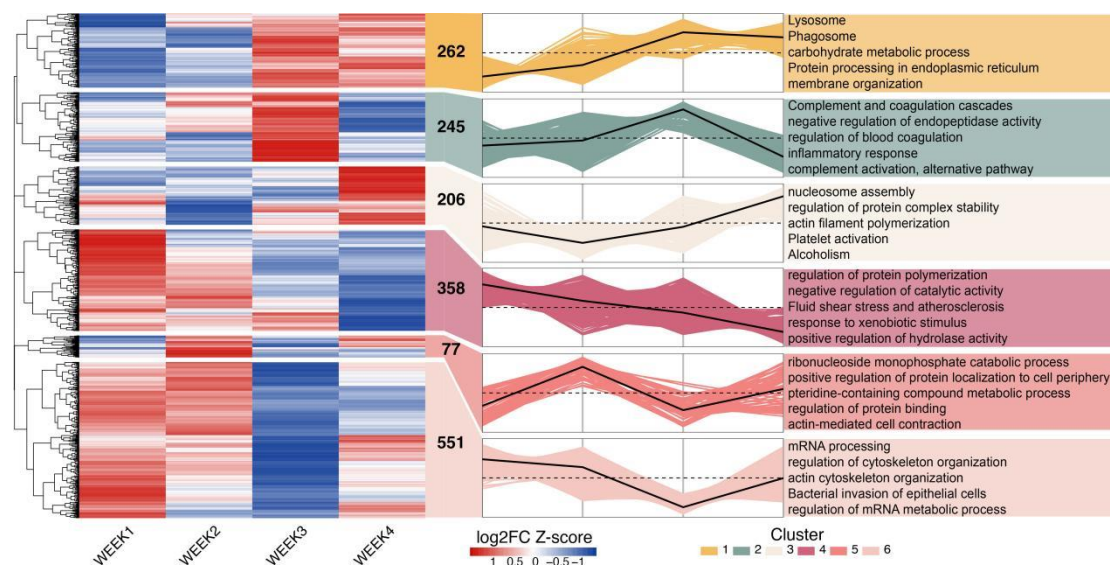 262
Lysosome
Phagosome
carbohydrate metabolic process
Protein processing in endoplasmic reticulum
membrane organization
245
Complement and coagulation cascades
negative regulation of endopeptidase activity
regulation of blood coagulation
inflammatory response
complement activation, alternative pathway
206
nucleosome assembly
regulation of protein complex stability
actin filament polymerization
Platelet activation
Alcoholism
358
regulation of protein polymerization
negative regulation of catalytic activity
Fluid shear stress and atherosclerosis
response to xenobiotic stimulus
positive regulation of hydrolase activity
77
ribonucleoside monophosphate catabolic process
positive regulation of protein localization to cell periphery
pteridine-containing compound metabolic process
regulation of protein binding
actin-mediated cell contraction
551
mRNA processing
regulation of cytoskeleton organization
actin cytoskeleton organization
Bacterial invasion of epithelial cells
regulation of mRNA metabolic process
WEEK1 WEEK2 WEEK3 WEEK4
log2FC Z-score
1 0.5 0 -0.5 -1
Cluster
1 2 3 4 5 6